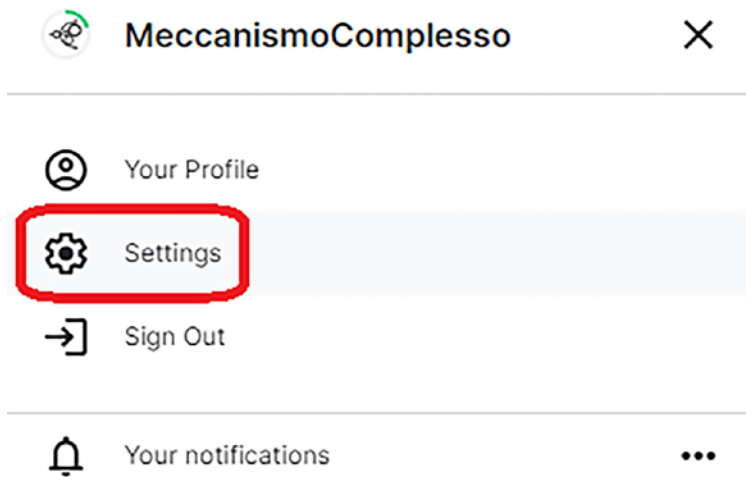 MeccanismoComplesso
Your Profile
Settings
Sign Out
Your notifications